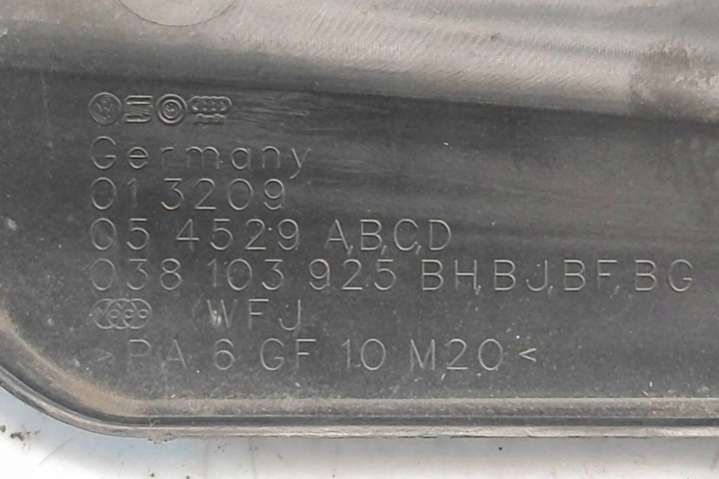 Germany
01 3209
05 4529 A,B,C,D
038 103 925 BH,BJ,BF,BG
WFJ
>PA 6 GF 10 M20<